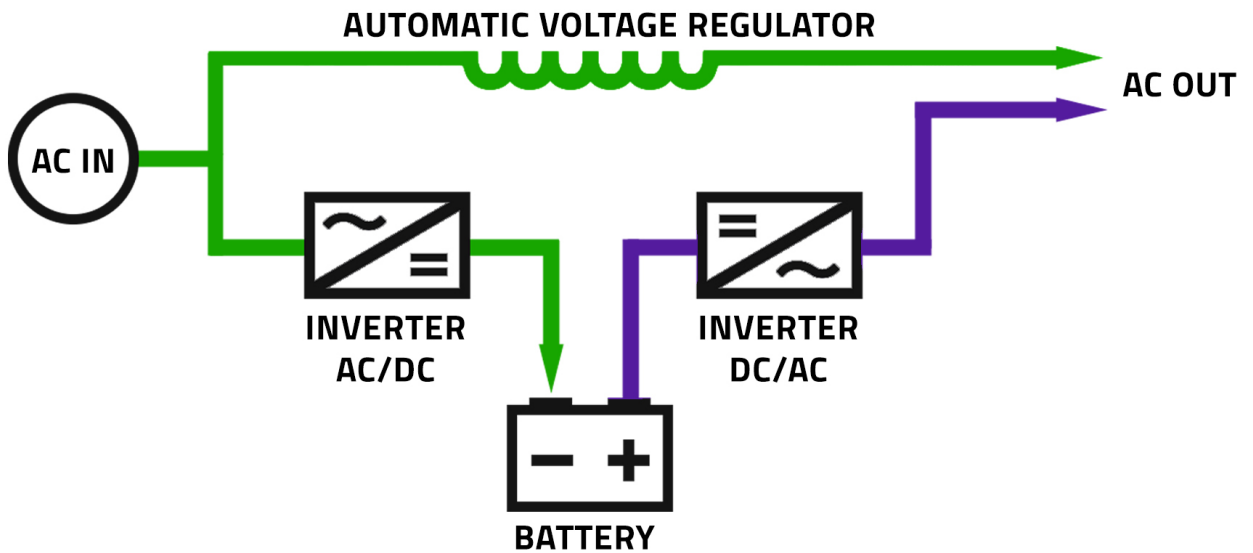 AUTOMATIC VOLTAGE REGULATOR
AC OUT
AC IN
INVERTER
AC/DC
INVERTER
DC/AC
BATTERY